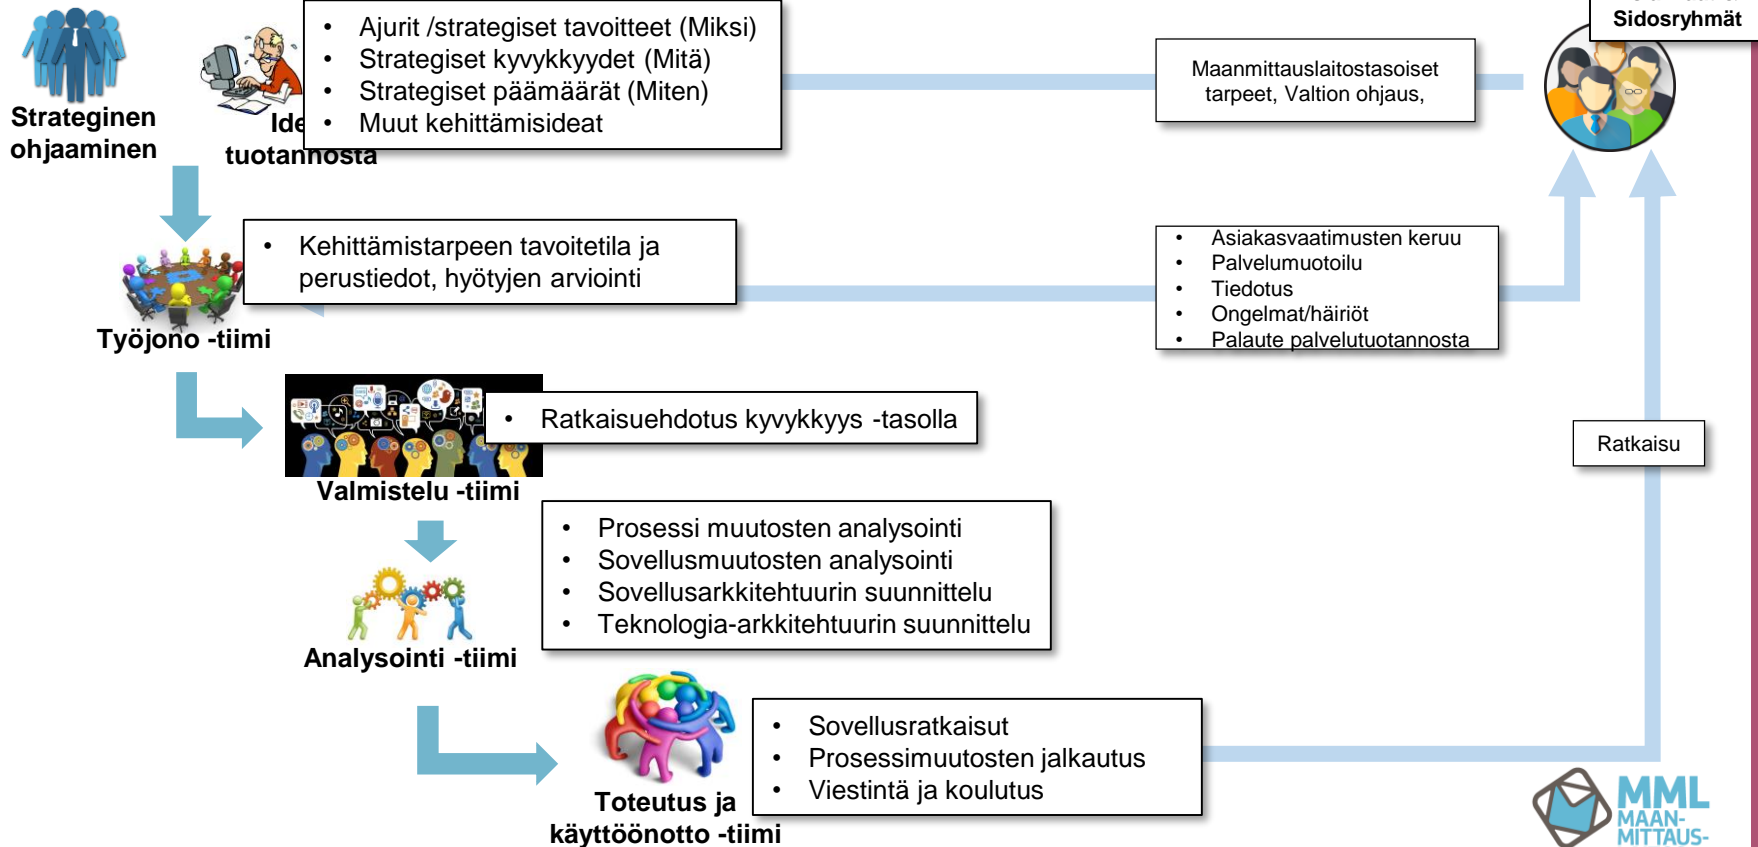 Sidosryhmät
• Ajurit /strategiset tavoitteet (Miksi)
• Strategiset kyvykkyydet (Mitä)
• Strategiset päämäärät (Miten)
• Muut kehittämisideat
Strateginen
ohjaaminen
tuotannosta
Maanmittauslaitostasoiset
tarpeet, Valtion ohjaus,
• Kehittämistarpeen tavoitetila ja
perustiedot, hyötyjen arviointi
Työjono -tiimi
• Asiakasvaatimusten keruu
• Palvelumuotoilu
• Tiedotus
• Ongelmat/häiriöt
• Palaute palvelutuotannosta
• Ratkaisuehdotus kyvykkyys -tasolla
Valmistelu -tiimi
Ratkaisu
• Prosessi muutosten analysointi
• Sovellusmuutosten analysointi
• Sovellusarkkitehtuurin suunnittelu
• Teknologia-arkkitehtuurin suunnittelu
Analysointi -tiimi
• Sovellusratkaisut
• Prosessimuutosten jalkautus
• Viestintä ja koulutus
Toteutus ja
käyttöönotto -tiimi
MML
MAAN-
MITTAUS-